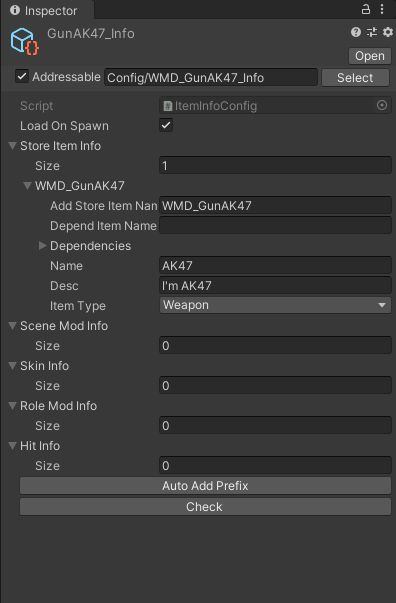 Inspector
GunAK47_Info
Open
Addressable Config/WMD_GunAK47_Info Select
Script ItemInfoConfig
Load On Spawn
Store Item Info
Size 1
WMD_GunAK47
Add Store Item Nan WMD_GunAK47
Depend Item Name
Dependencies
Name AK47
Desc I'm AK47
Item Type Weapon
Scene Mod Info
Size 0
Skin Info
Size 0
Role Mod Info
Size 0
Hit Info
Size 0
Auto Add Prefix
Check